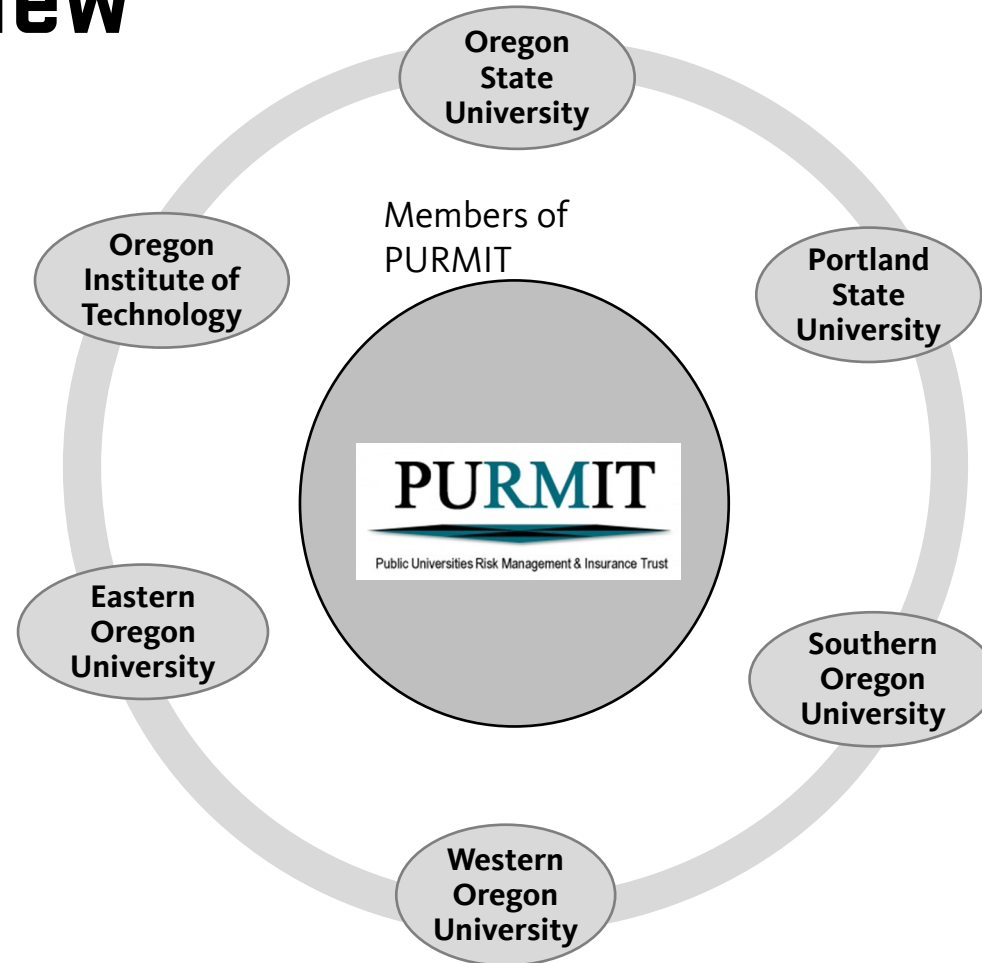 Oregon
State
University
Members of
PURMIT
Oregon
Institute of
Technology
Portland
State
University
PURMIT
Public Universities Risk Management & Insurance Trust
Eastern
Oregon
University
Southern
Oregon
University
Western
Oregon
University